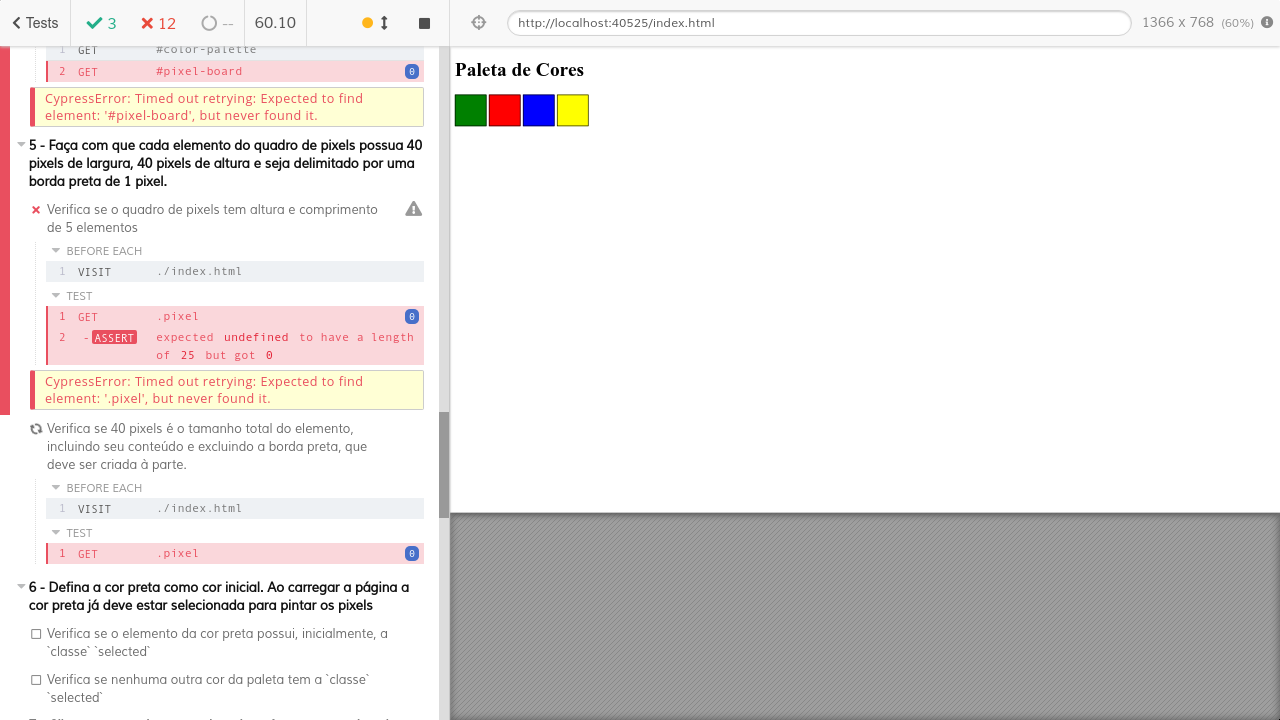 Tests 3 12 -- 60.10 http://localhost:40525/index.html 1366 x 768 (60%)
1 GET #color-palette
2 GET #pixel-board 0
CypressError: Timed out retrying: Expected to find
element: '#pixel-board', but never found it.
5 - Faça com que cada elemento do quadro de pixels possua 40
pixels de largura, 40 pixels de altura e seja delimitado por uma
borda preta de 1 pixel.
Verifica se o quadro de pixels tem altura e comprimento
de 5 elementos
BEFORE EACH
1 VISIT ./index.html
TEST
1 GET .pixel 0
2 -ASSERT expected undefined to have a length
of 25 but got 0
CypressError: Timed out retrying: Expected to find
element: '.pixel', but never found it.
Verifica se 40 pixels é o tamanho total do elemento,
incluindo seu conteúdo e excluindo a borda preta, que
deve ser criada à parte.
BEFORE EACH
1 VISIT ./index.html
TEST
1 GET .pixel 0
6 - Defina a cor preta como cor inicial. Ao carregar a página a
cor preta já deve estar selecionada para pintar os pixels
Verifica se o elemento da cor preta possui, inicialmente, a
`classe` `selected`
Verifica se nenhuma outra cor da paleta tem a `classe`
`selected`
Paleta de Cores